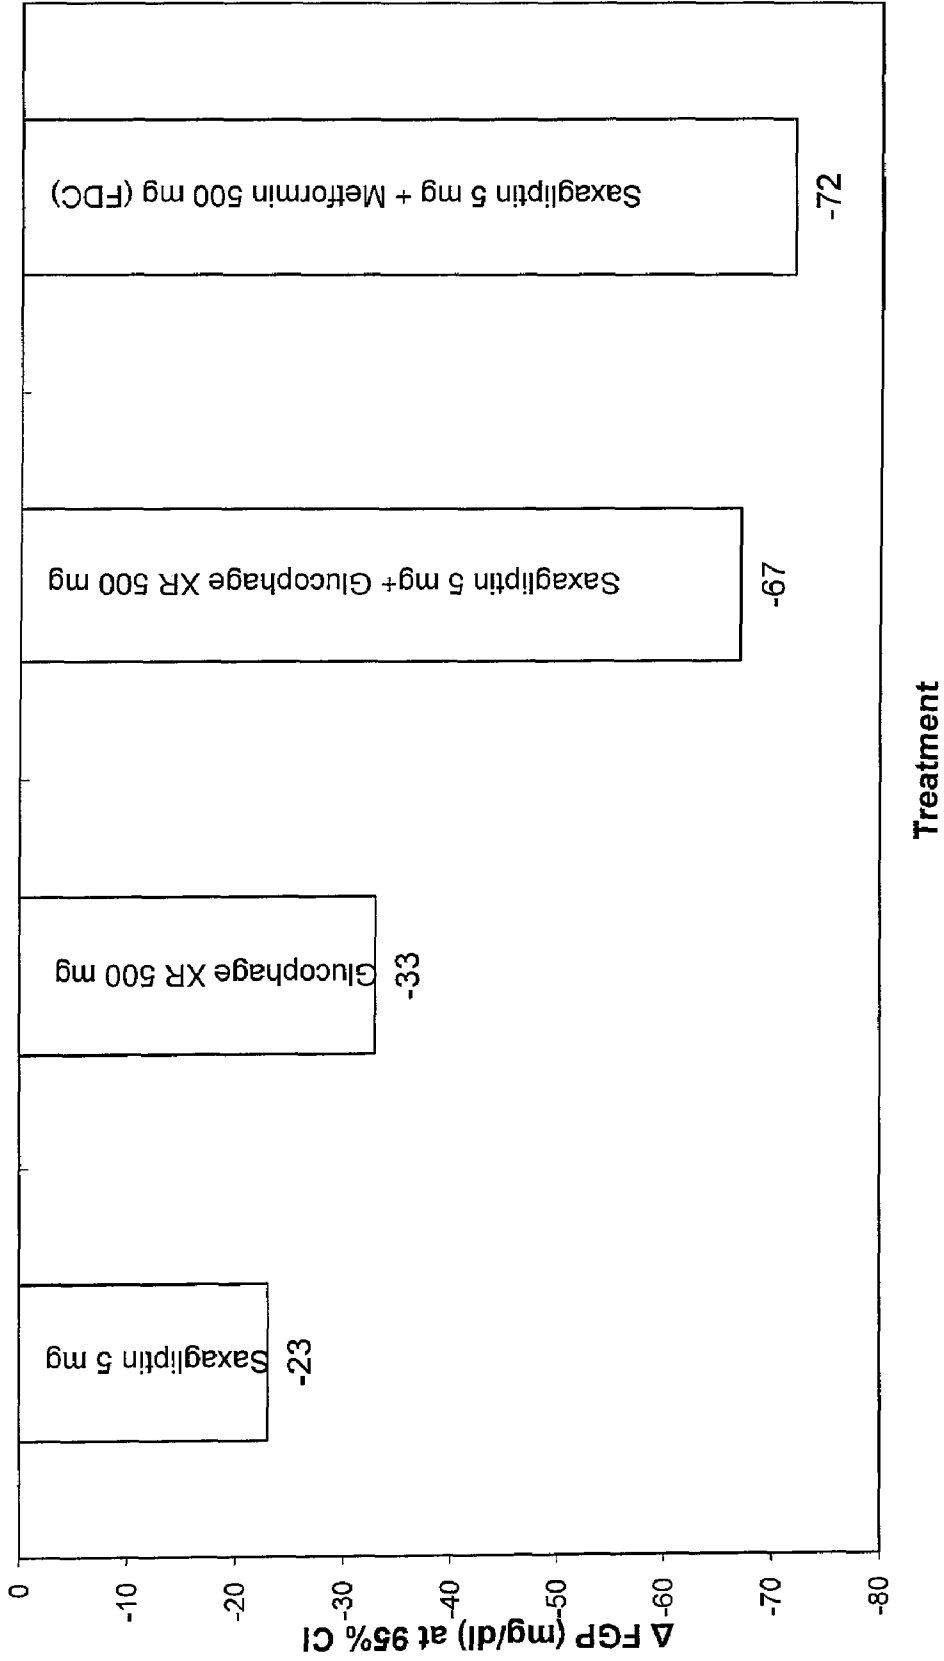 Δ FGP (mg/dl) at 95% CI
0
-10
-20
-30
-40
-50
-60
-70
-80
Saxagliptin 5 mg
-23
Glucophage XR 500 mg
-33
Saxagliptin 5 mg+ Glucophage XR 500 mg
-67
Saxagliptin 5 mg + Metformin 500 mg (FDC)
-72
Treatment